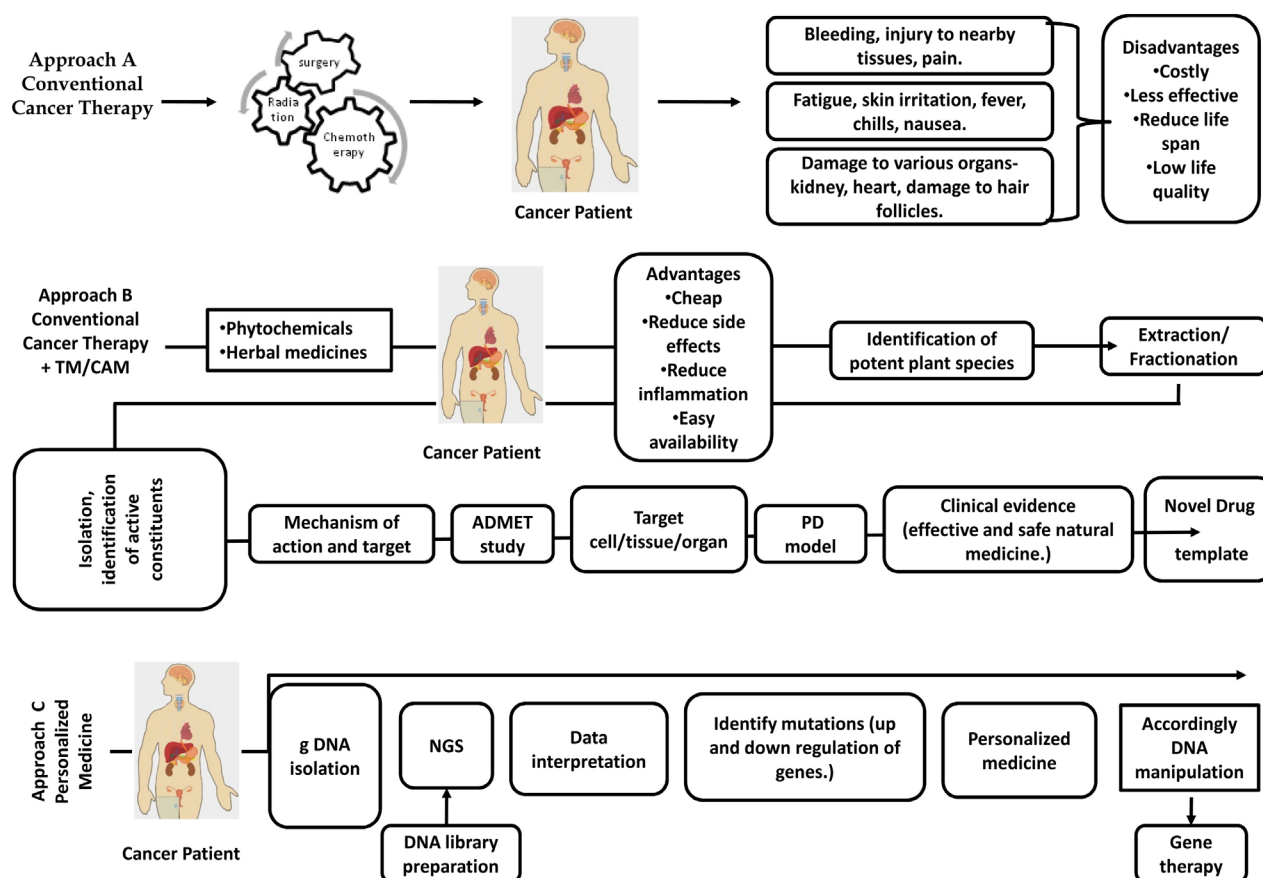 Approach A
Conventional
Cancer Therapy
surgery
Radia
tion
Chemoth
erapy
Cancer Patient
Bleeding, injury to nearby
tissues, pain.
Fatigue, skin irritation, fever,
chills, nausea.
Damage to various organs-
kidney, heart, damage to hair
follicles.
Disadvantages
•Costly
•Less effective
•Reduce life
span
•Low life
quality
Approach B
Conventional
Cancer Therapy
+ TM/CAM
•Phytochemicals
•Herbal medicines
Cancer Patient
Advantages
•Cheap
•Reduce side
effects
•Reduce
inflammation
•Easy
availability
Identification of
potent plant species
Extraction/
Fractionation
Isolation,
identification
of active
constituents
Mechanism of
action and target
ADMET
study
Target
cell/tissue/organ
PD
model
Clinical evidence
(effective and safe natural
medicine.)
Novel Drug
template
Approach C
Personalized
Medicine
Cancer Patient
g DNA
isolation
NGS
DNA library
preparation
Data
interpretation
Identify mutations (up
and down regulation of
genes.)
Personalized
medicine
Accordingly
DNA
manipulation
Gene
therapy